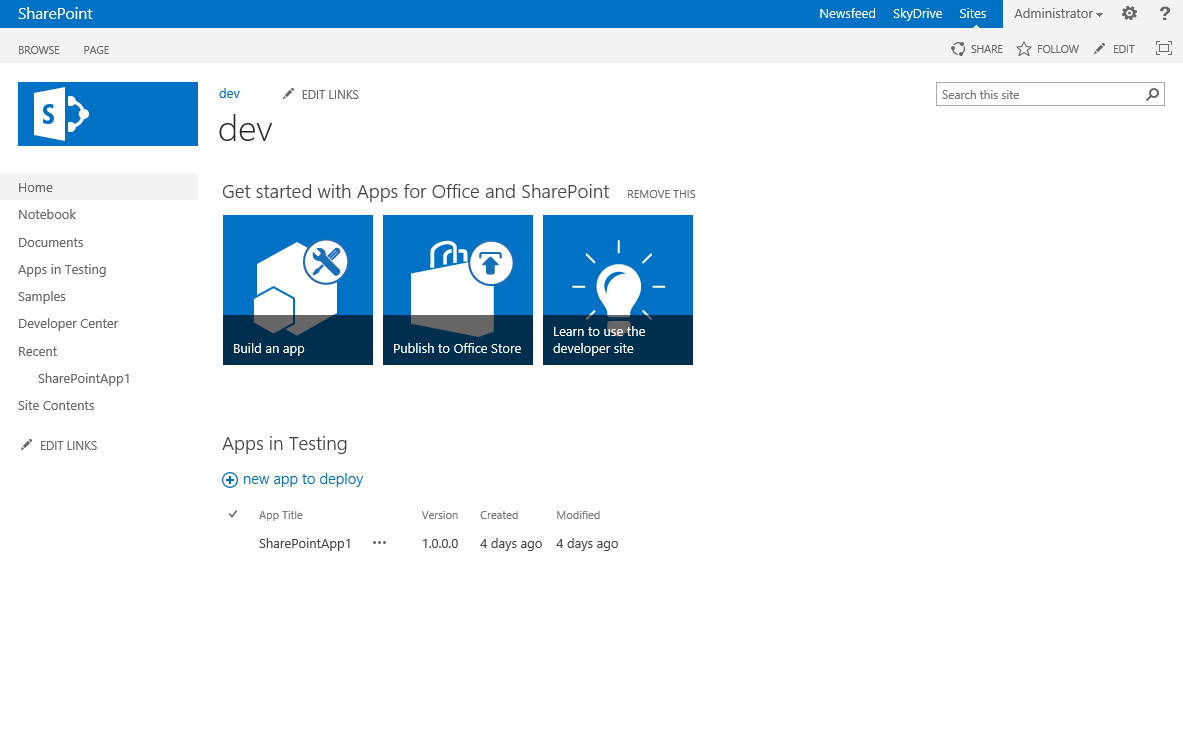 SharePoint
Newsfeed SkyDrive Sites Administrator ?
BROWSE PAGE
SHARE FOLLOW EDIT
S
dev EDIT LINKS
Search this site
dev
Home
Notebook
Documents
Apps in Testing
Samples
Developer Center
Recent
SharePointApp1
Site Contents
EDIT LINKS
Get started with Apps for Office and SharePoint REMOVE THIS
Build an app
Publish to Office Store
Learn to use the
developer site
Apps in Testing
new app to deploy
App Title Version Created Modified
SharePointApp1 ... 1.0.0.0 4 days ago 4 days ago